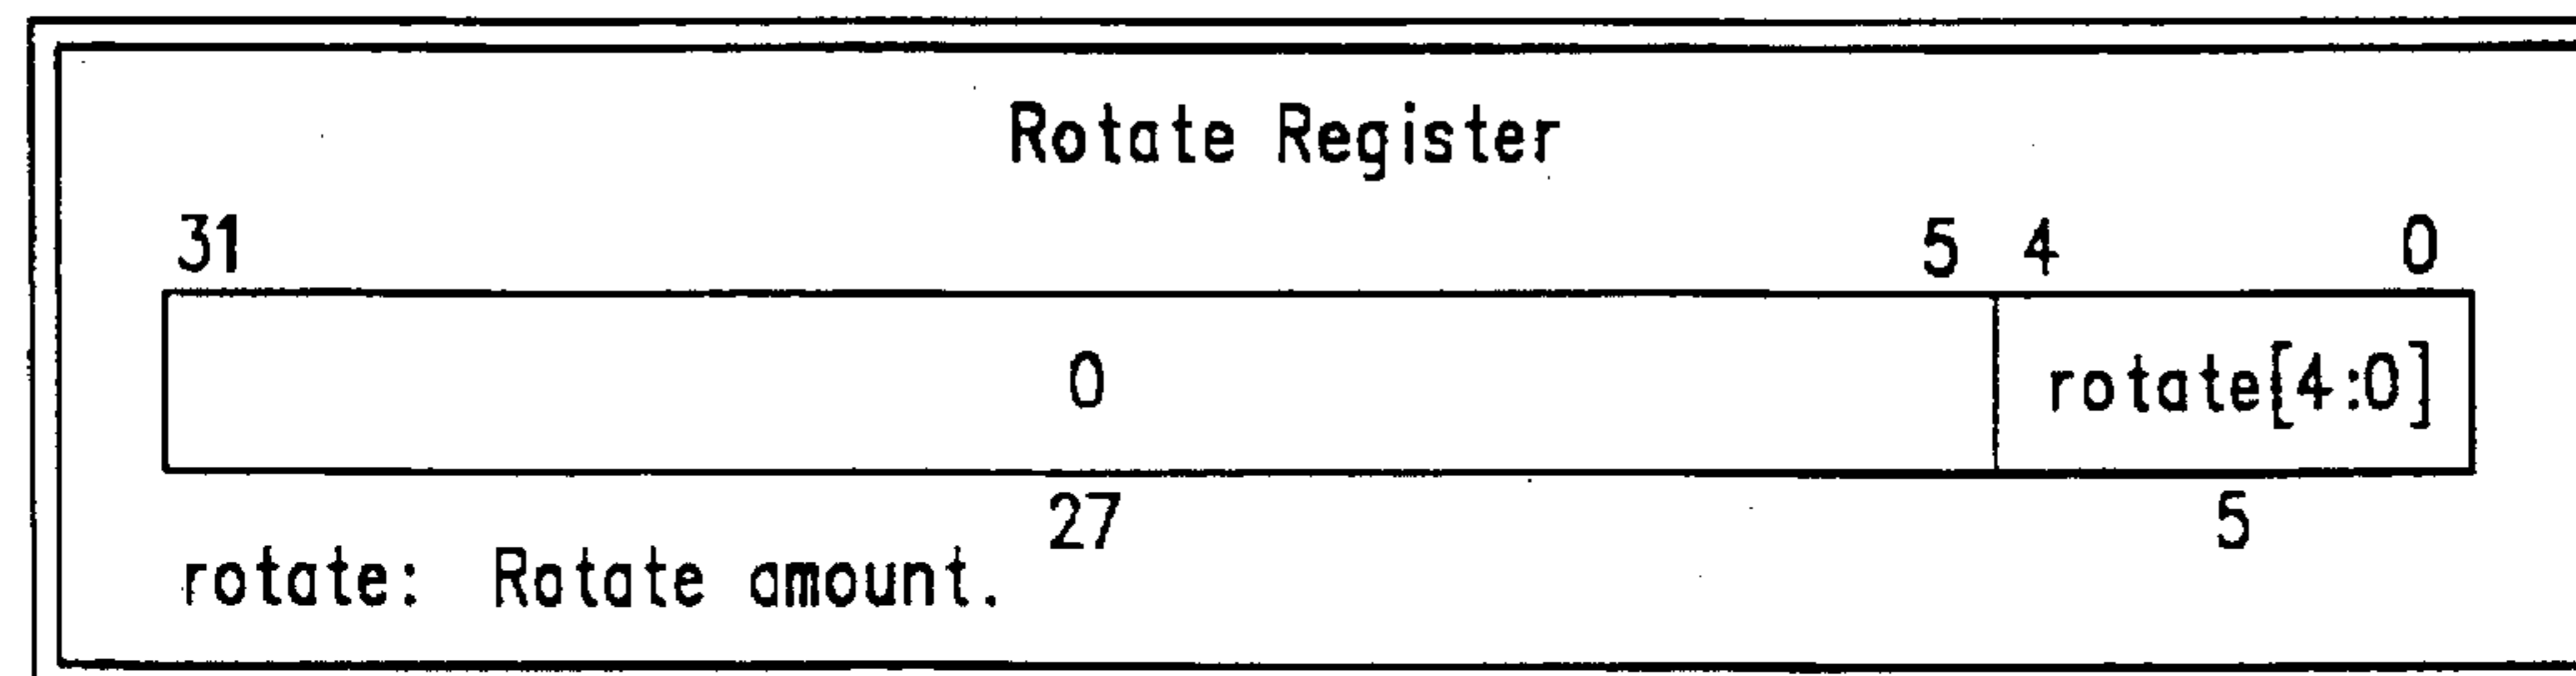 Rotate Register
31 5 4 0
0 rotate[4:0]
27 5
rotate: Rotate amount.